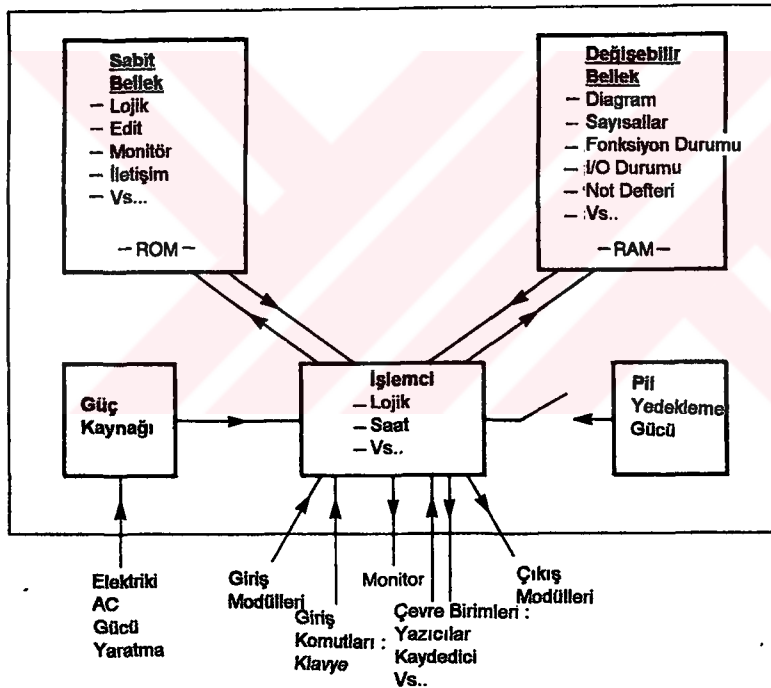 Sabit
Bellek
– Lojik
– Edit
– Monitör
– İletişim
– Vs...
– ROM –
Değişebilir
Bellek
– Diagram
– Sayısallar
– Fonksiyon Durumu
– I/O Durumu
– Not Defteri
– Vs..
– RAM –
Güç
Kaynağı
İşlemci
– Lojik
– Saat
– Vs..
Pil
Yedekleme
Gücü
Elektriki
AC
Gücü
Yaratma
Giriş
Modülleri
Giriş
Komutları :
Klavye
Monitor
Çevre Birimleri :
Yazıcılar
Kaydedici
Vs..
Çıkış
Modülleri